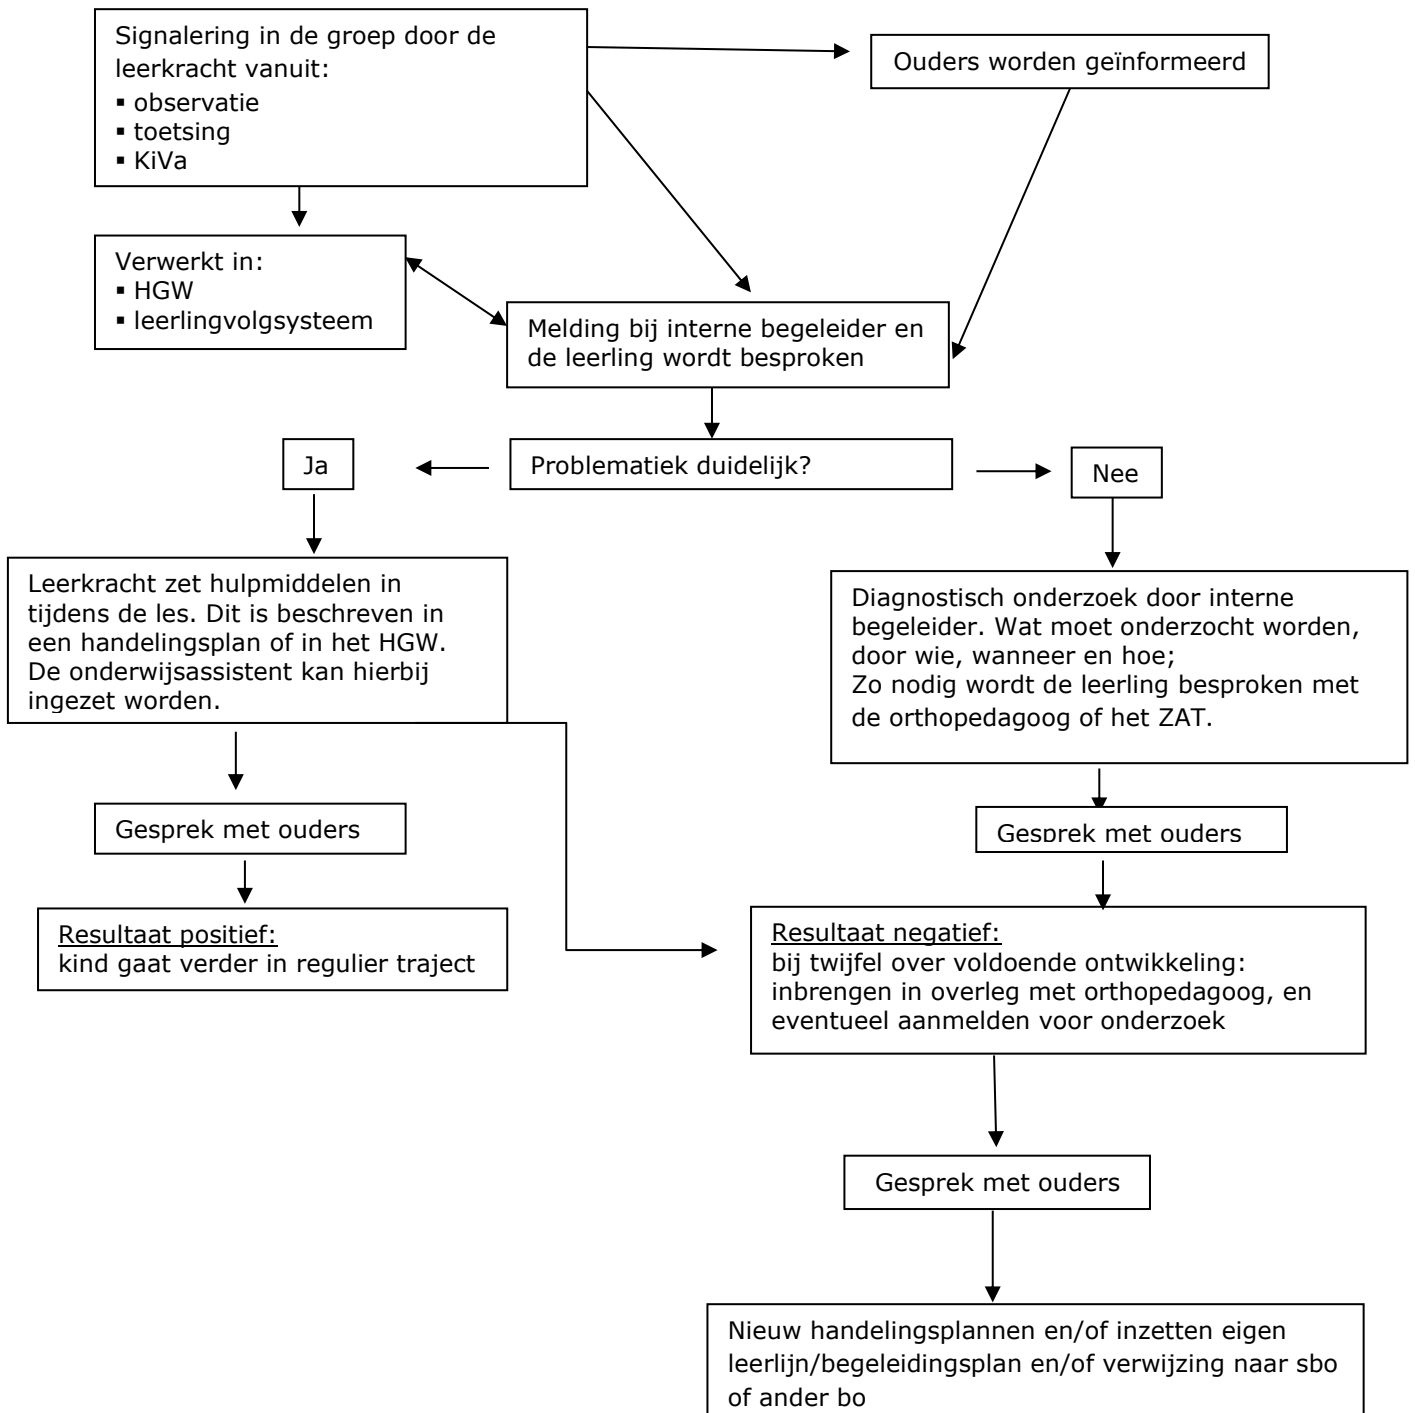 Signalering in de groep door de
leerkracht vanuit:
▪ observatie
▪ toetsing
▪ KiVa
Ouders worden geïnformeerd
Verwerkt in:
▪ HGW
▪ leerlingvolgsysteem
Melding bij interne begeleider en
de leerling wordt besproken
Ja
Problematiek duidelijk?
Nee
Leerkracht zet hulpmiddelen in
tijdens de les. Dit is beschreven in
een handelingsplan of in het HGW.
De onderwijsassistent kan hierbij
ingezet worden.
Diagnostisch onderzoek door interne
begeleider. Wat moet onderzocht worden,
door wie, wanneer en hoe;
Zo nodig wordt de leerling besproken met
de orthopedagoog of het ZAT.
Gesprek met ouders
Gesprek met ouders
Resultaat positief:
kind gaat verder in regulier traject
Resultaat negatief:
bij twijfel over voldoende ontwikkeling:
inbrengen in overleg met orthopedagoog, en
eventueel aanmelden voor onderzoek
Gesprek met ouders
Nieuw handelingsplannen en/of inzetten eigen
leerlijn/begeleidingsplan en/of verwijzing naar sbo
of ander bo